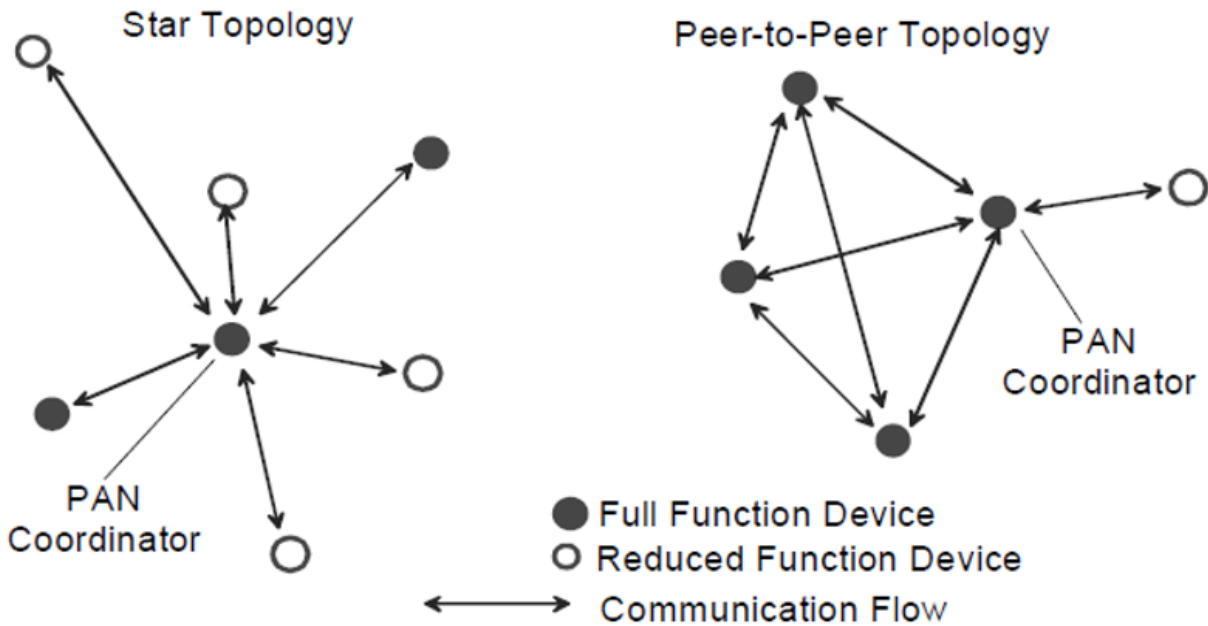 Star Topology
Peer-to-Peer Topology
PAN
Coordinator
PAN
Coordinator
Full Function Device
Reduced Function Device
Communication Flow